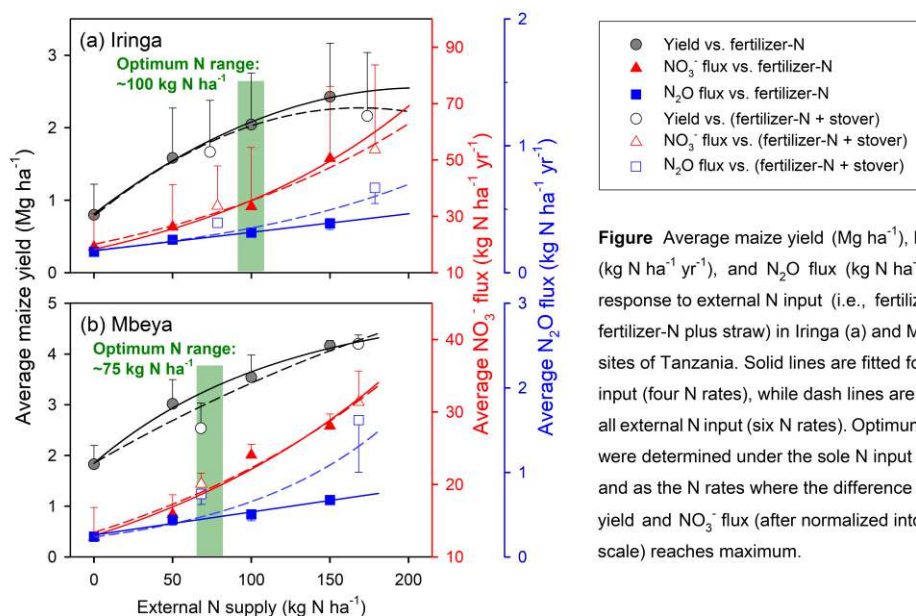 (a) Iringa
Optimum N range:
~100 kg N ha⁻¹
3
2
1
0
90
70
50
30
10
2
1
0
(b) Mbeya
Optimum N range:
~75 kg N ha⁻¹
5
4
3
2
1
0
40
30
20
10
3
2
1
0
0 50 100 150 200
External N supply (kg N ha⁻¹)
Average maize yield (Mg ha⁻¹)
Average NO₃⁻ flux (kg N ha⁻¹ yr⁻¹)
Average N₂O flux (kg N ha⁻¹ yr⁻¹)
Yield vs. fertilizer-N
NO₃⁻ flux vs. fertilizer-N
N₂O flux vs. fertilizer-N
Yield vs. (fertilizer-N + stover)
NO₃⁻ flux vs. (fertilizer-N + stover)
N₂O flux vs. (fertilizer-N + stover)
Figure Average maize yield (Mg ha⁻¹),
(kg N ha⁻¹ yr⁻¹), and N₂O flux (kg N ha
response to external N input (i.e., fertiliz
fertilizer-N plus straw) in Iringa (a) and M
sites of Tanzania. Solid lines are fitted fo
input (four N rates), while dash lines are
all external N input (six N rates). Optimun
were determined under the sole N input
and as the N rates where the difference
yield and NO₃⁻ flux (after normalized into
scale) reaches maximum.